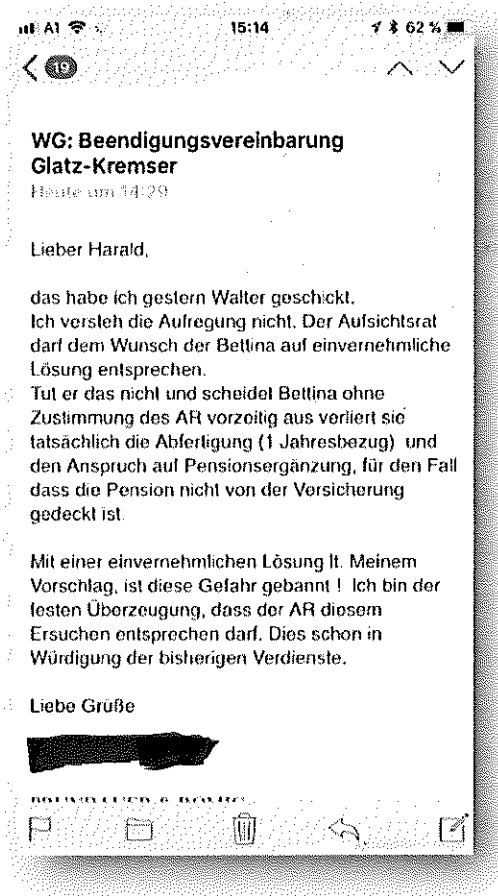 A1 15:14 62 %
19
WG: Beendigungsvereinbarung
Glatz-Kremser
Heute um 14:29
Lieber Harald,
das habe ich gestern Walter geschickt.
Ich versteh die Aufregung nicht. Der Aufsichtsrat
darf dem Wunsch der Bettina auf einvernehmliche
Lösung entsprechen.
Tut er das nicht und scheidet Bettina ohne
Zustimmung des AR vorzeitig aus verliert sie
tatsächlich die Abfertigung (1 Jahresbezug) und
den Anspruch auf Pensionsergänzung, für den Fall
dass die Pension nicht von der Versicherung
gedeckt ist.
Mit einer einvernehmlichen Lösung lt. Meinem
Vorschlag, ist diese Gefahr gebannt ! Ich bin der
festen Überzeugung, dass der AR diesem
Ersuchen entsprechen darf. Dies schon in
Würdigung der bisherigen Verdienste.
Liebe Grüße